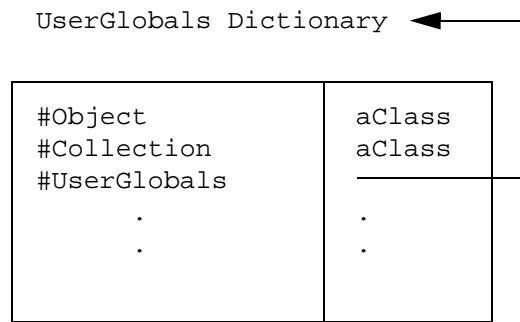 UserGlobals Dictionary
#Object aClass
#Collection aClass
#UserGlobals
. .
. .